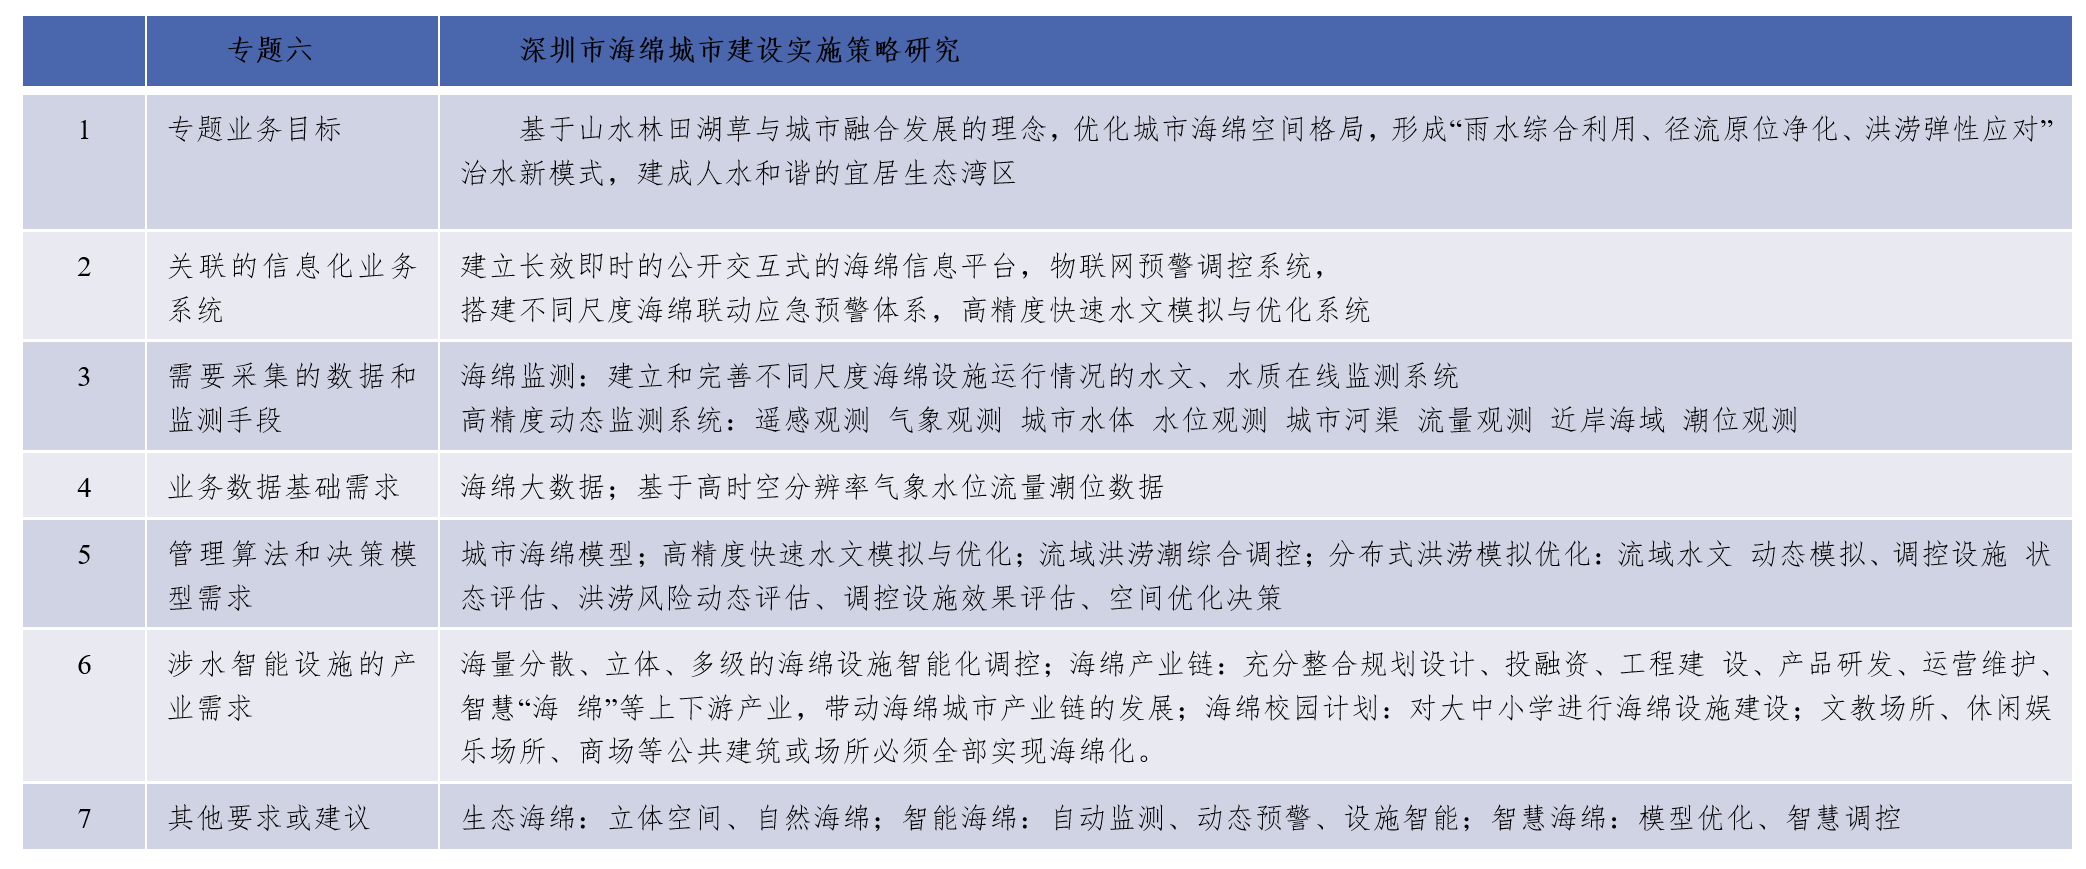 专题六
深圳市海绵城市建设实施策略研究
1
专题业务目标
基于山水林田湖草与城市融合发展的理念，优化城市海绵空间格局，形成“雨水综合利用、径流原位净化、洪涝弹性应对”
治水新模式，建成人水和谐的宜居生态湾区
2
关联的信息化业务
系统
建立长效即时的公开交互式的海绵信息平台，物联网预警调控系统，
搭建不同尺度海绵联动应急预警体系，高精度快速水文模拟与优化系统
3
需要采集的数据和
监测手段
海绵监测：建立和完善不同尺度海绵设施运行情况的水文、水质在线监测系统
高精度动态监测系统：遥感观测 气象观测 城市水体 水位观测 城市河渠 流量观测 近岸海域 潮位观测
4
业务数据基础需求
海绵大数据；基于高时空分辨率气象水位流量潮位数据
5
管理算法和决策模
型需求
城市海绵模型；高精度快速水文模拟与优化；流域洪涝潮综合调控；分布式洪涝模拟优化：流域水文 动态模拟、调控设施 状
态评估、洪涝风险动态评估、调控设施效果评估、空间优化决策
6
涉水智能设施的产
业需求
海量分散、立体、多级的海绵设施智能化调控；海绵产业链：充分整合规划设计、投融资、工程建 设、产品研发、运营维护、
智慧“海 绵”等上下游产业，带动海绵城市产业链的发展；海绵校园计划：对大中小学进行海绵设施建设；文教场所、休闲娱
乐场所、商场等公共建筑或场所必须全部实现海绵化。
7
其他要求或建议
生态海绵：立体空间、自然海绵；智能海绵：自动监测、动态预警、设施智能；智慧海绵：模型优化、智慧调控